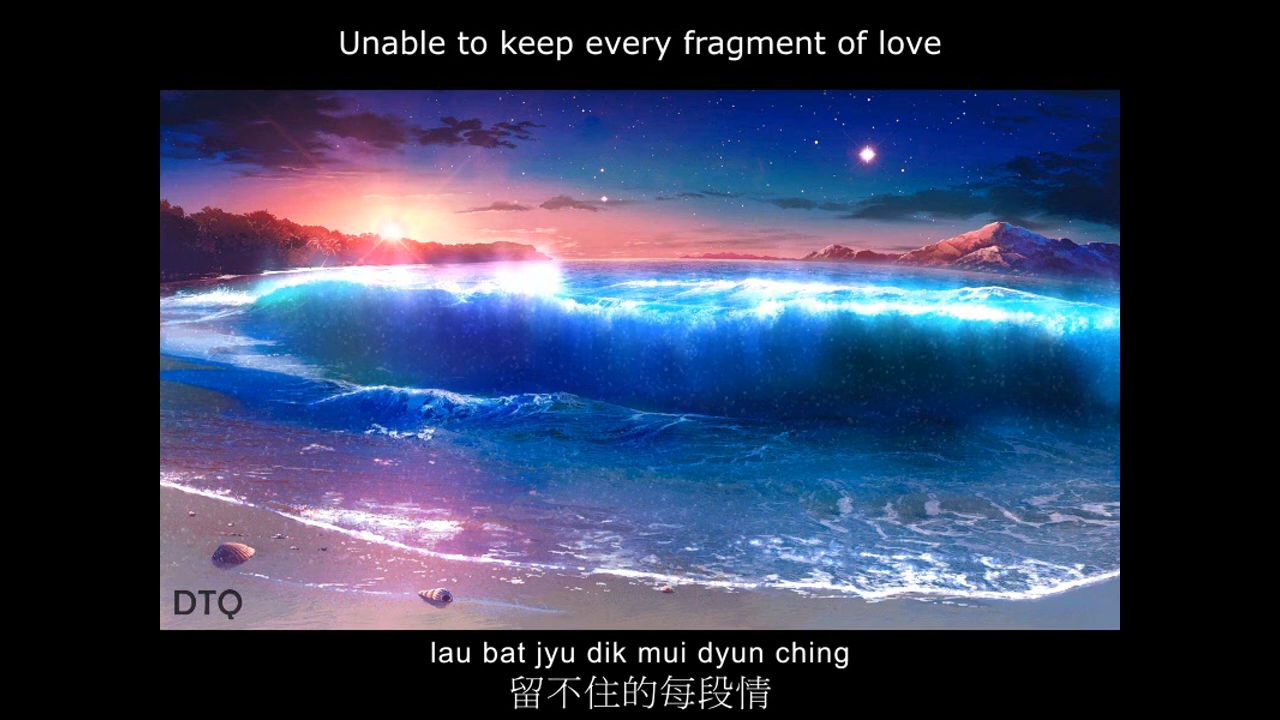 Unable to keep every fragment of love
DTQ
lau bat jyu dik mui dyun ching
留不住的每段情